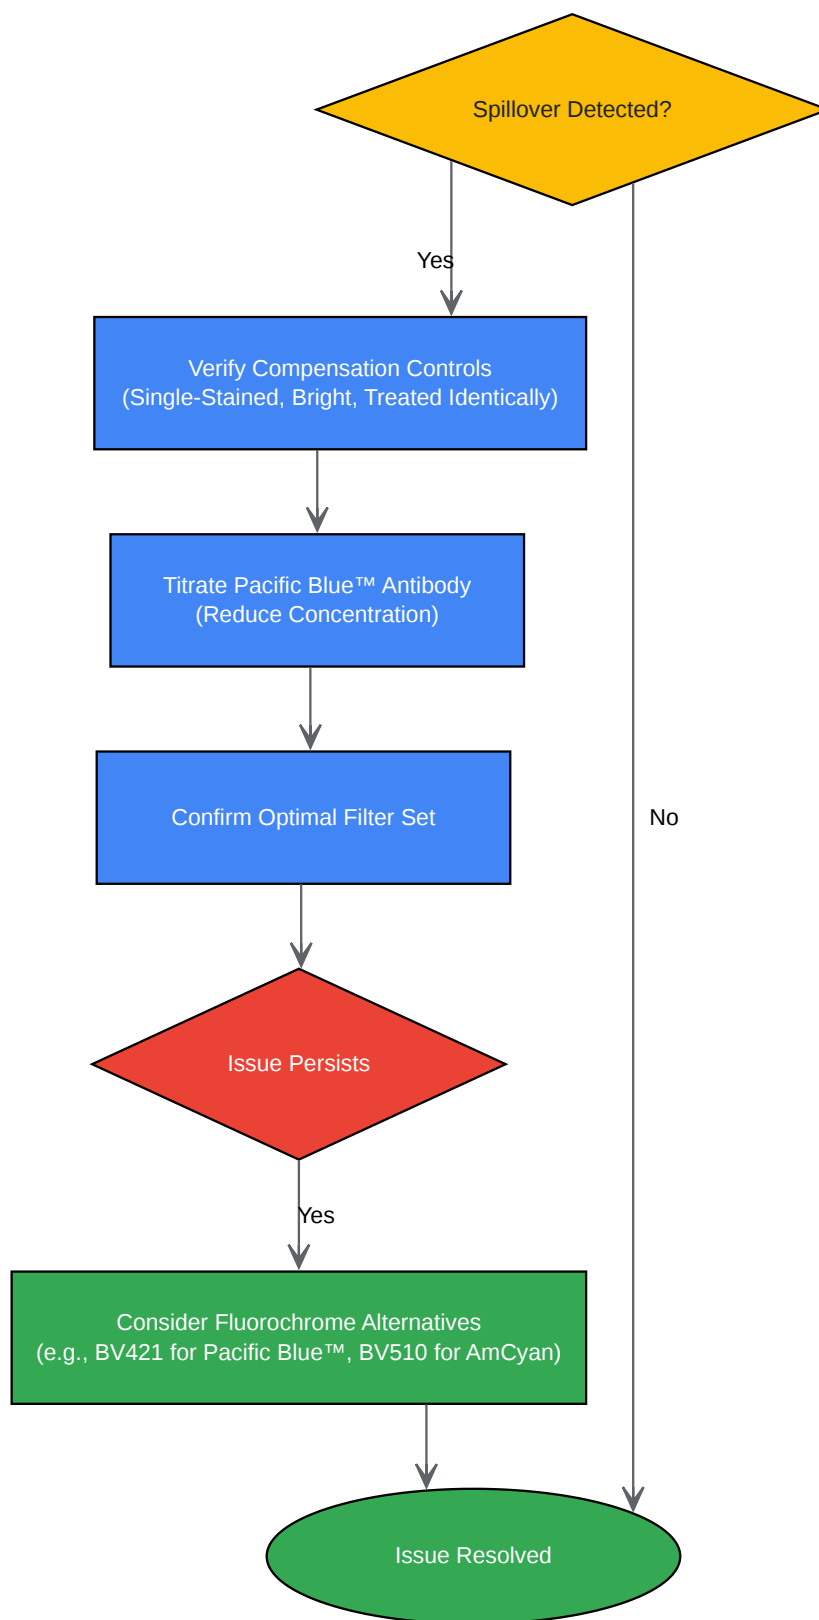 Spillover Detected?
Yes
Verify Compensation Controls
(Single-Stained, Bright, Treated Identically)
Titrate Pacific Blue™ Antibody
(Reduce Concentration)
Confirm Optimal Filter Set
No
Issue Persists
Yes
Consider Fluorochrome Alternatives
(e.g., BV421 for Pacific Blue™, BV510 for AmCyan)
Issue Resolved